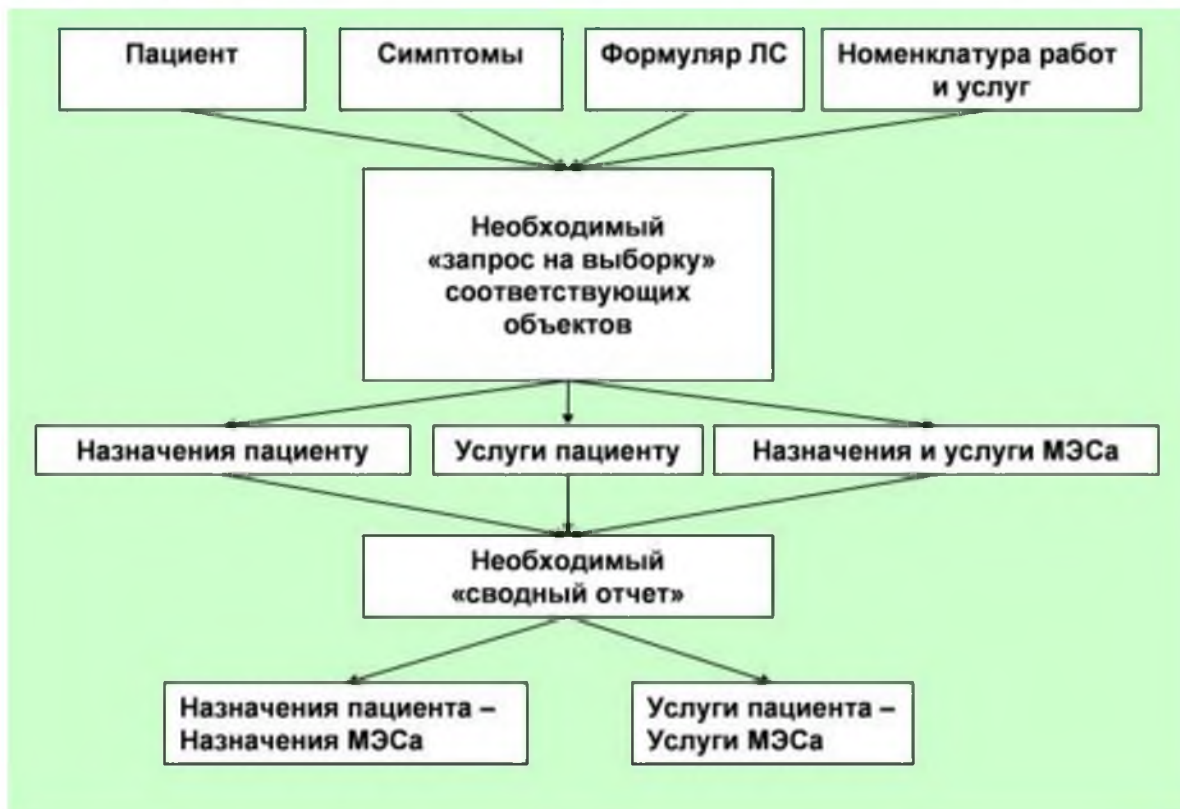 Пациент
Симптомы
Формуляр ЛС
Номенклатура работ
и услуг
Необходимый
«запрос на выборку»
соответствующих
объектов
Назначения пациенту
Услуги пациенту
Назначения и услуги МЭСа
Необходимый
«сводный отчет»
Назначения пациента –
Назначения МЭСа
Услуги пациента –
Услуги МЭСа